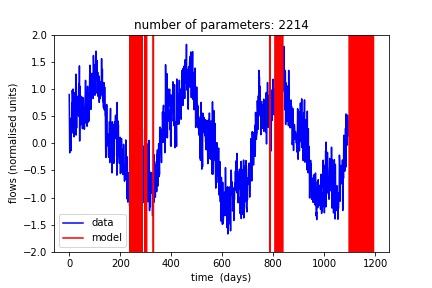 number of parameters: 2214
flows (normalised units)
2.0
1.5
1.0
0.5
0.0
−0.5
−1.0
−1.5
−2.0
data
model
0 200 400 600 800 1000 1200
time (days)